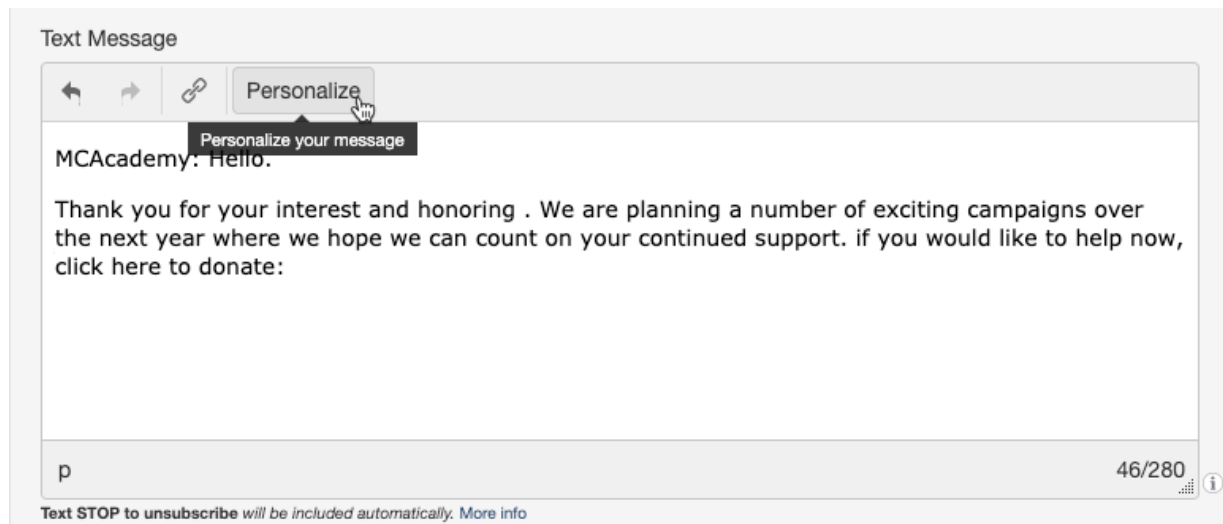 Text Message
Personalize
Personalize your message
MCAcademy: Hello.
Thank you for your interest and honoring . We are planning a number of exciting campaigns over
the next year where we hope we can count on your continued support. if you would like to help now,
click here to donate:
p
46/280
i
Text STOP to unsubscribe will be included automatically. More info